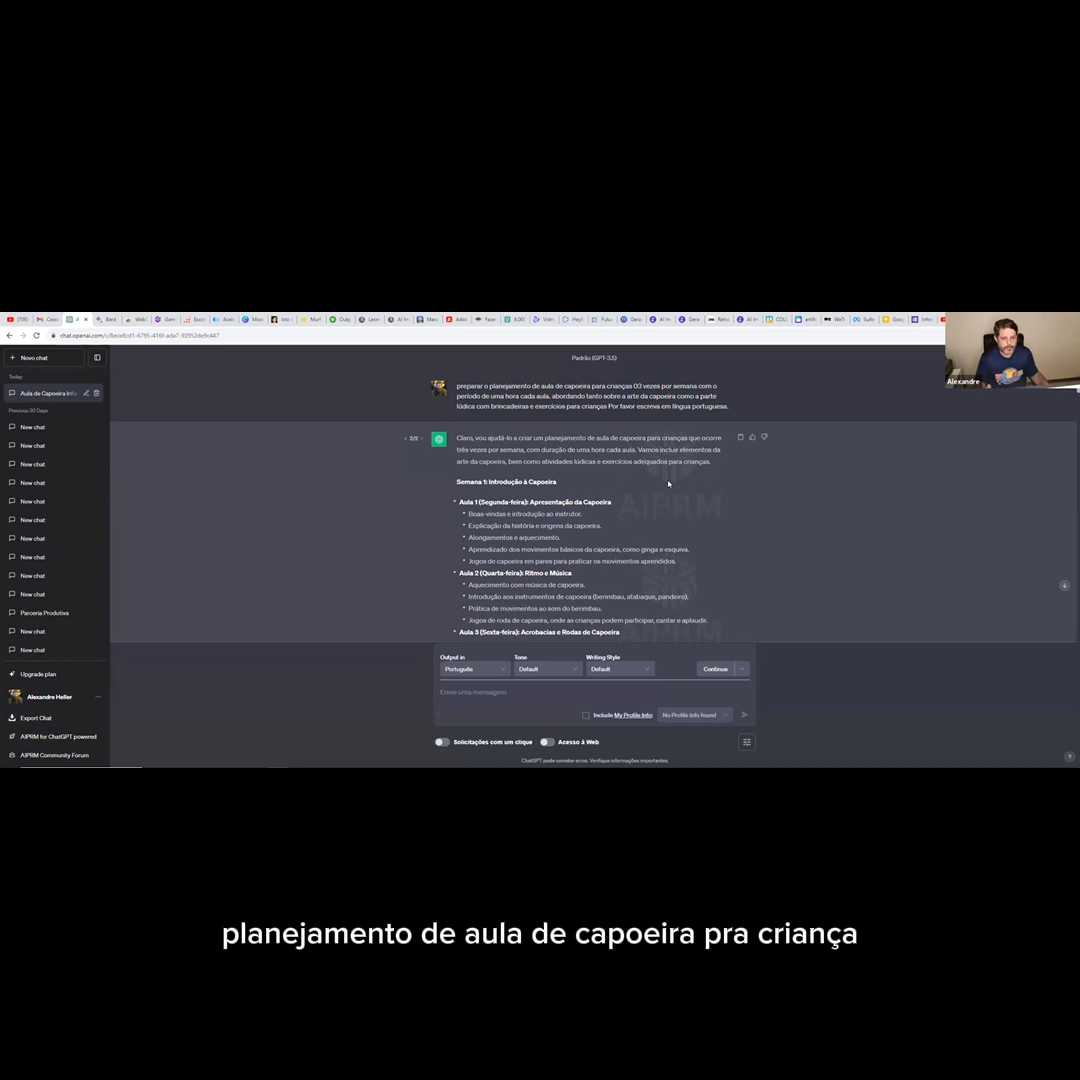 chat.openai.com/c/8ece8cd1-6795-416f-ada7-93952de9c447
Novo chat
Padrão (GPT-3.5)
Today
Aula de Capoeira Infa
Previous 30 Days
New chat
New chat
New chat
New chat
New chat
New chat
New chat
New chat
New chat
New chat
Parceria Produtiva
New chat
New chat
Upgrade plan
Alexandre Heller
Export Chat
AIPRM for ChatGPT powered
AIPRM Community Forum
preparar o planejamento de aula de capoeira para crianças 03 vezes por semana com o
período de uma hora cada aula. abordando tanto sobre a arte da capoeira como a parte
lúdica com brincadeiras e exercícios para crianças Por favor escreva em língua portuguesa.
2/2
Claro, vou ajudá-lo a criar um planejamento de aula de capoeira para crianças que ocorre
três vezes por semana, com duração de uma hora cada aula. Vamos incluir elementos da
arte da capoeira, bem como atividades lúdicas e exercícios adequados para crianças.
Semana 1: Introdução à Capoeira
Aula 1 (Segunda-feira): Apresentação da Capoeira
Boas-vindas e introdução ao instrutor.
Explicação da história e origens da capoeira.
Alongamentos e aquecimento.
Aprendizado dos movimentos básicos da capoeira, como ginga e esquiva.
Jogos de capoeira em pares para praticar os movimentos aprendidos.
Aula 2 (Quarta-feira): Ritmo e Música
Aquecimento com música de capoeira.
Introdução aos instrumentos de capoeira (berimbau, atabaque, pandeiro).
Prática de movimentos ao som do berimbau.
Jogos de roda de capoeira, onde as crianças podem participar, cantar e aplaudir.
Aula 3 (Sexta-feira): Acrobacias e Rodas de Capoeira
AIPRM
AIPRM
Alexandre
Output in Tone Writing Style
Português Default Default Continue
Envie uma mensagem
Include My Profile Info: No Profile Info found
Solicitações com um clique Acesso à Web
ChatGPT pode cometer erros. Verifique informações importantes.
?
planejamento de aula de capoeira pra criança